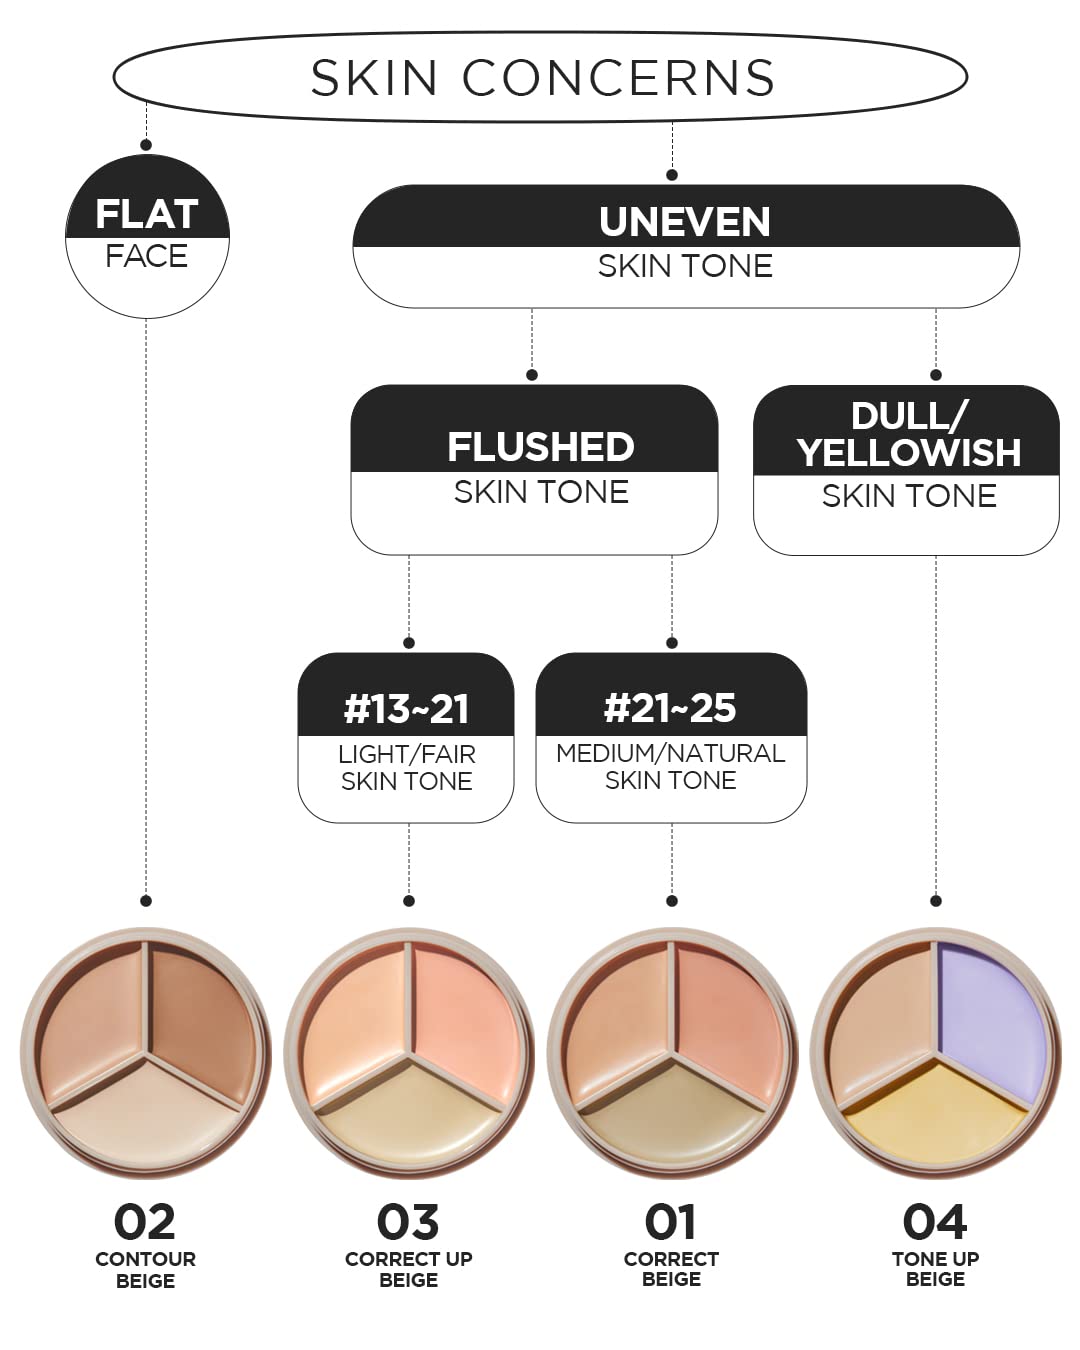 SKIN CONCERNS
FLAT
FACE
UNEVEN
SKIN TONE
FLUSHED
SKIN TONE
DULL/
YELLOWISH
SKIN TONE
#13~21
LIGHT/FAIR
SKIN TONE
#21~25
MEDIUM/NATURAL
SKIN TONE
02
CONTOUR
BEIGE
03
CORRECT UP
BEIGE
01
CORRECT
BEIGE
04
TONE UP
BEIGE